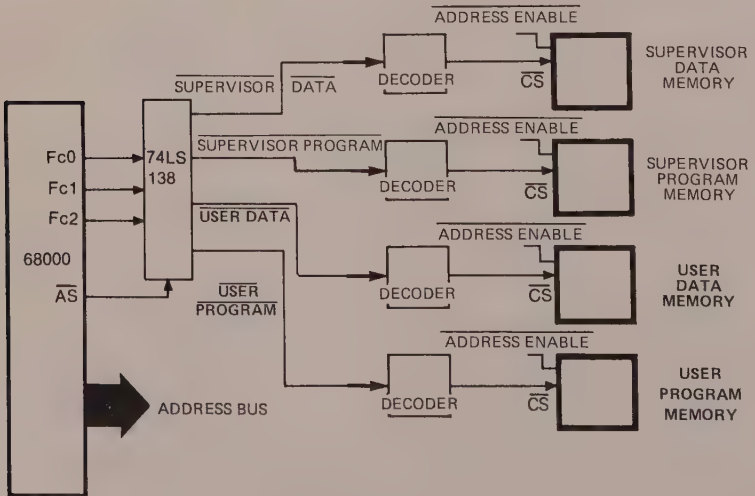 ADDRESS ENABLE
SUPERVISOR DATA
DECODER
CS
SUPERVISOR
DATA
MEMORY
Fc0
Fc1
Fc2
68000
AS
74LS
138
SUPERVISOR PROGRAM
ADDRESS ENABLE
DECODER
CS
SUPERVISOR
PROGRAM
MEMORY
USER DATA
ADDRESS ENABLE
DECODER
CS
USER
DATA
MEMORY
USER
PROGRAM
ADDRESS ENABLE
DECODER
CS
USER
PROGRAM
MEMORY
ADDRESS BUS